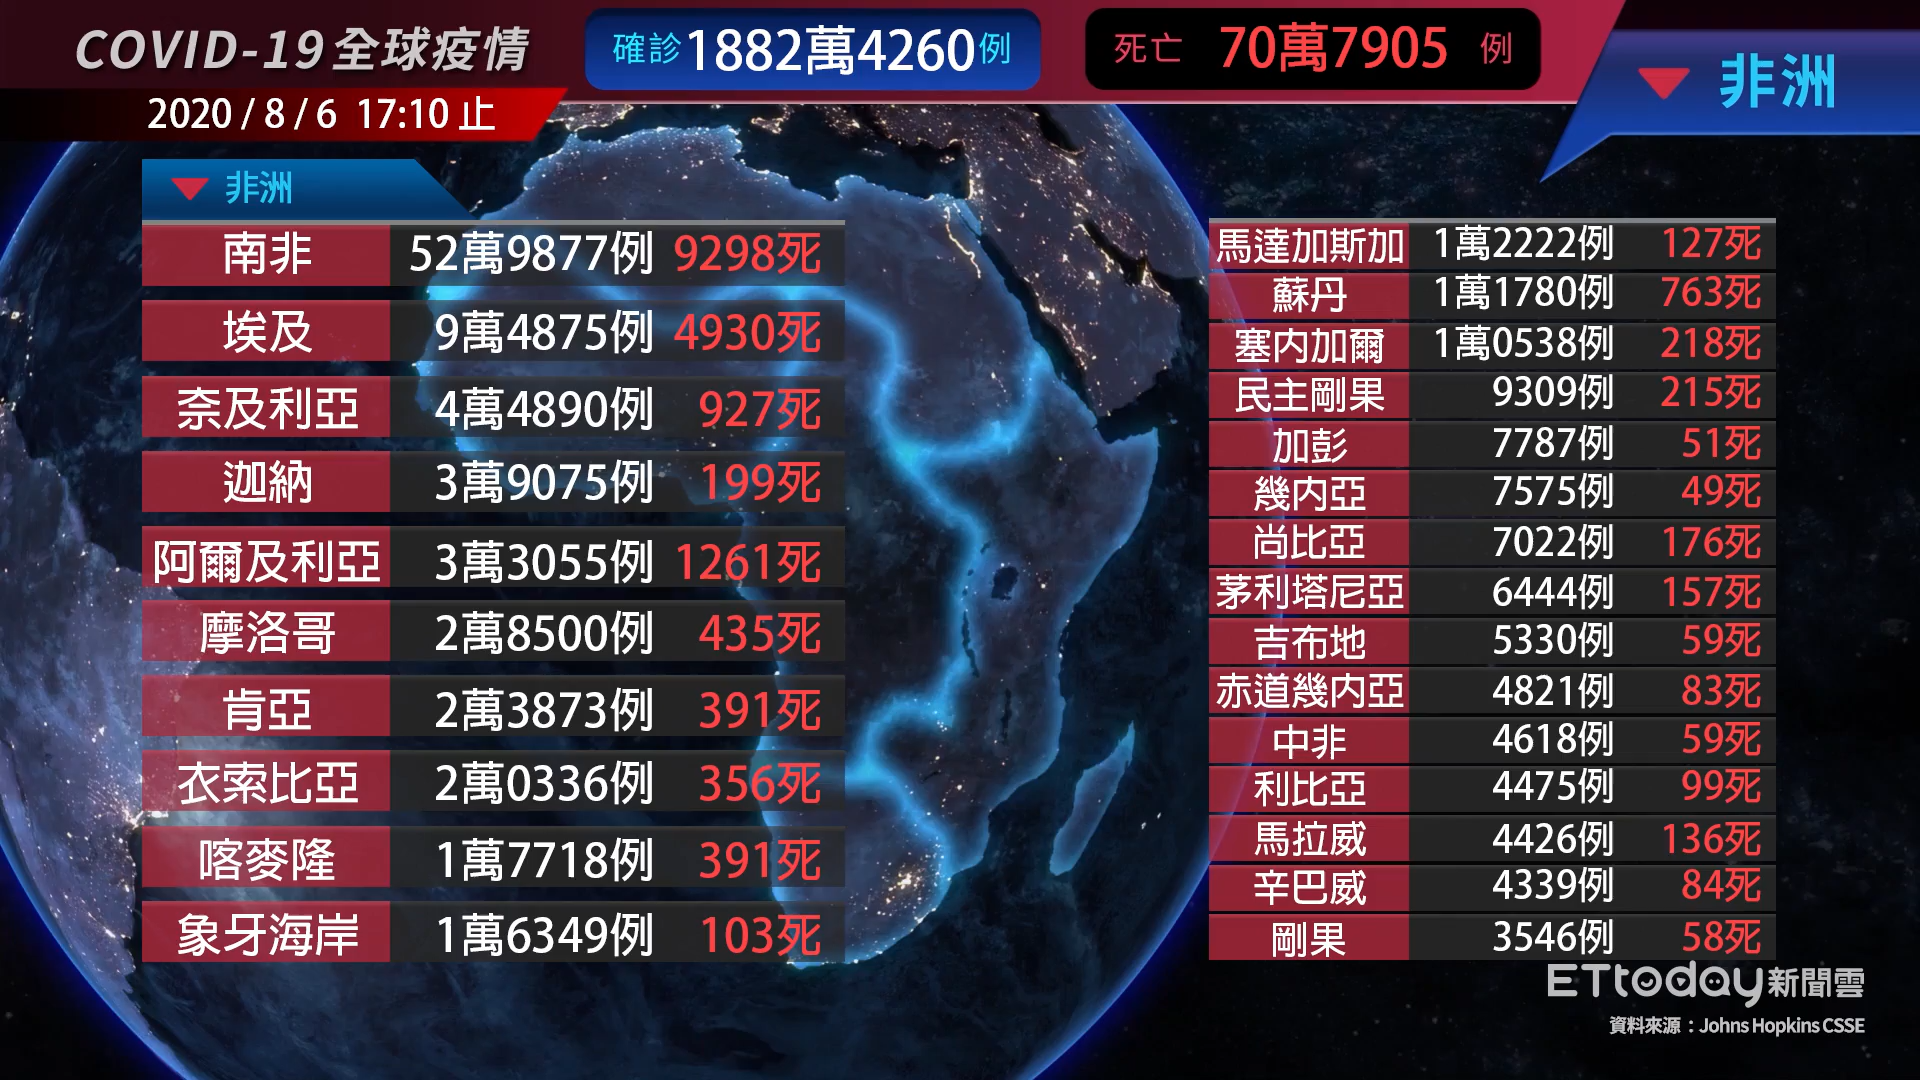 COVID-19全球疫情
確診1882萬4260例
死亡 70萬7905 例
非洲
2020 / 8 / 6 17:10 止
非洲
南非 52萬9877例 9298死
埃及 9萬4875例 4930死
奈及利亞 4萬4890例 927死
迦納 3萬9075例 199死
阿爾及利亞 3萬3055例 1261死
摩洛哥 2萬8500例 435死
肯亞 2萬3873例 391死
衣索比亞 2萬0336例 356死
喀麥隆 1萬7718例 391死
象牙海岸 1萬6349例 103死
馬達加斯加 1萬2222例 127死
蘇丹 1萬1780例 763死
塞內加爾 1萬0538例 218死
民主剛果 9309例 215死
加彭 7787例 51死
幾內亞 7575例 49死
尚比亞 7022例 176死
茅利塔尼亞 6444例 157死
吉布地 5330例 59死
赤道幾內亞 4821例 83死
中非 4618例 59死
利比亞 4475例 99死
馬拉威 4426例 136死
辛巴威 4339例 84死
剛果 3546例 58死
ETtoday新聞雲
資料來源：Johns Hopkins CSSE